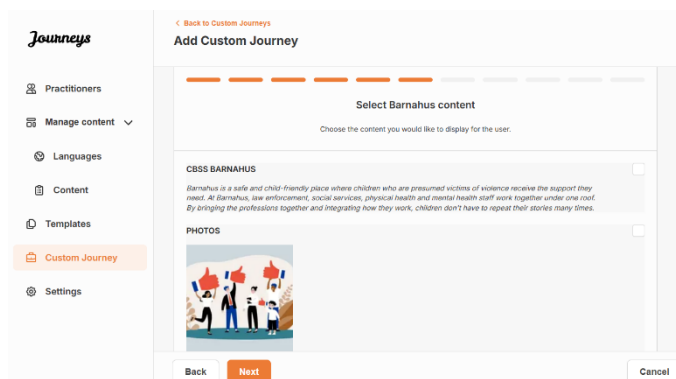 Journeys
Practitioners
Manage content
Languages
Content
Templates
Custom Journey
Settings
< Back to Custom Journeys
Add Custom Journey
Select Barnahus content
Choose the content you would like to display for the user.
CBSS BARNAHUS
Barnahus is a safe and child-friendly place where children who are presumed victims of violence receive the support they
need. At Barnahus, law enforcement, social services, physical health and mental health staff work together under one roof.
By bringing the professions together and integrating how they work, children don't have to repeat their stories many times.
PHOTOS
Back
Next
Cancel